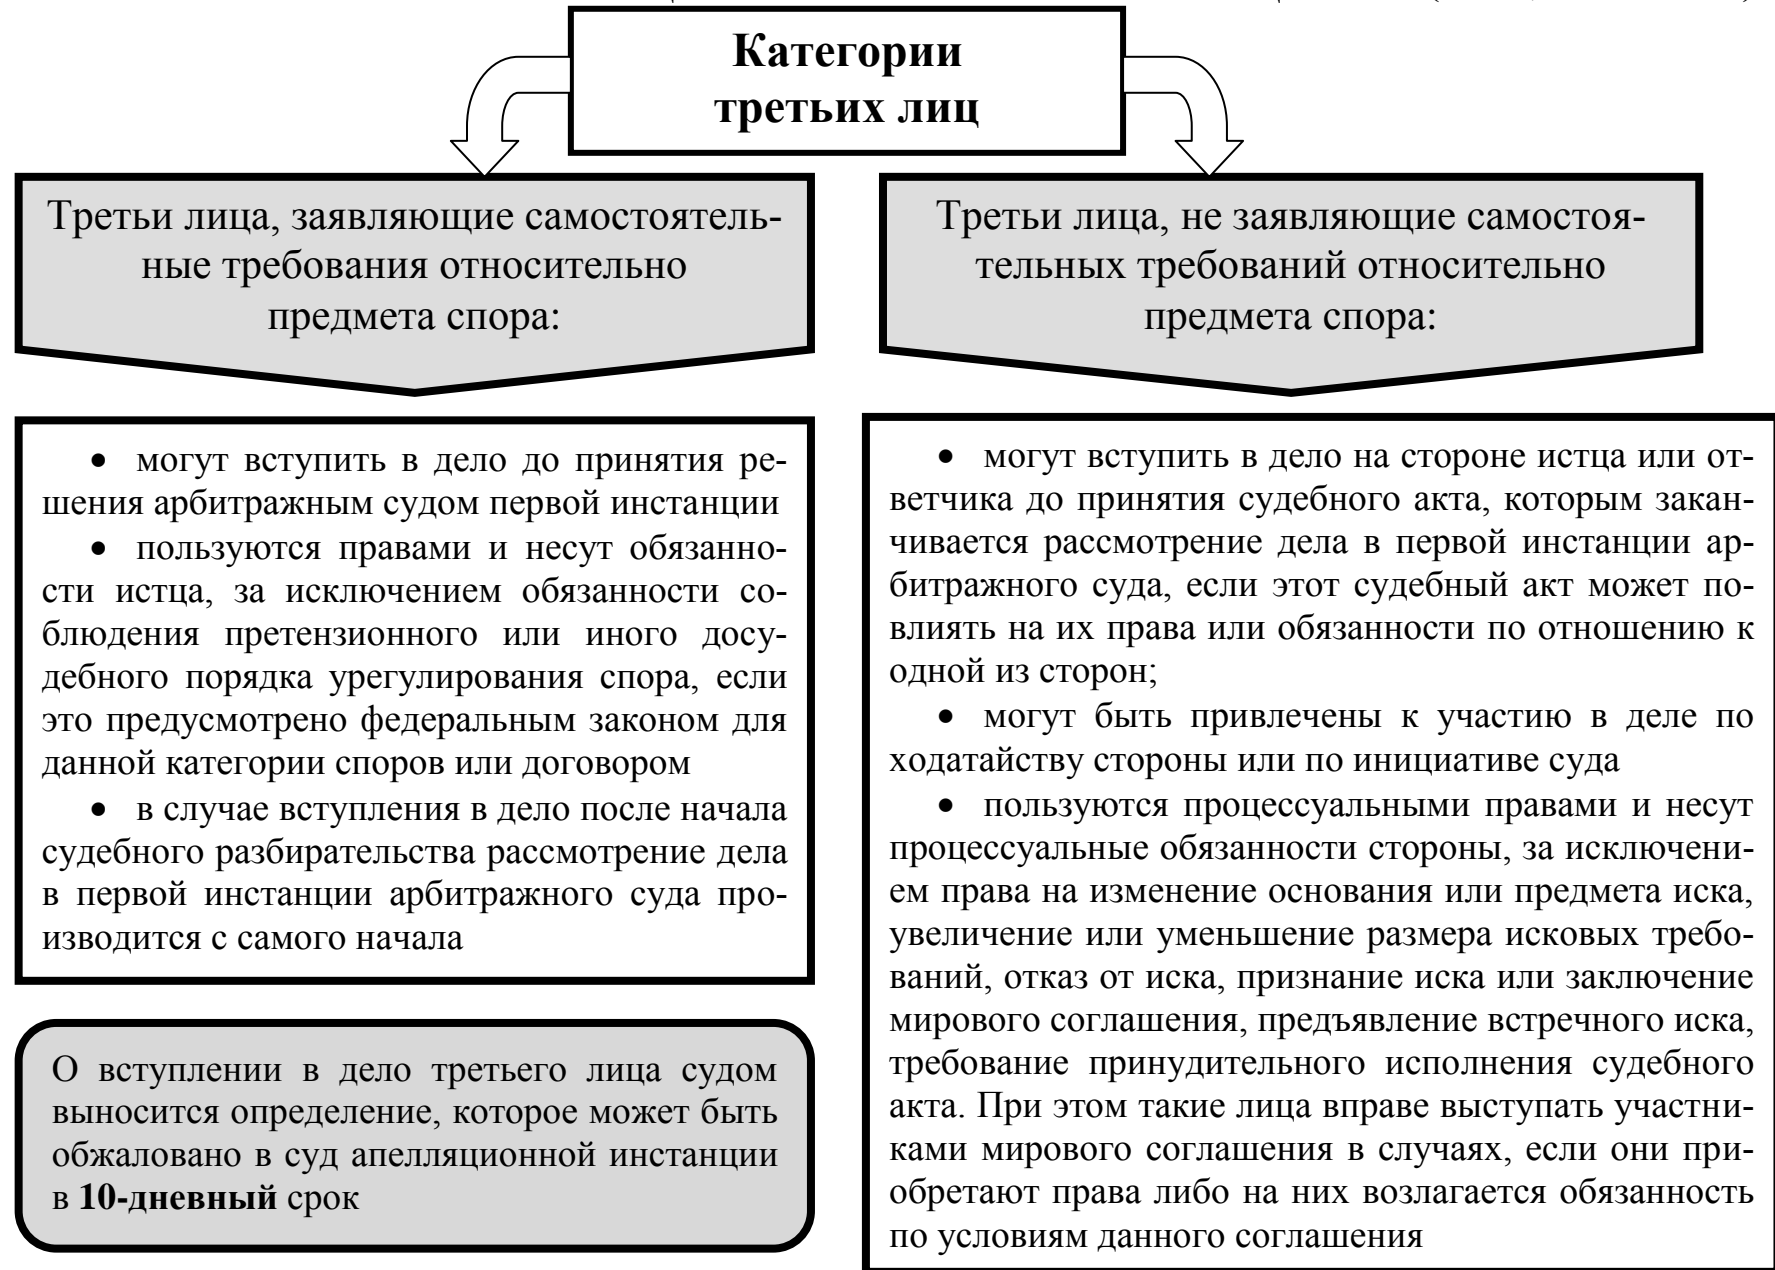 Категории
третьих лиц
Третьи лица, заявляющие самостоятель-
ные требования относительно
предмета спора:
• могут вступить в дело до принятия ре-
шения арбитражным судом первой инстанции
• пользуются правами и несут обязанно-
сти истца, за исключением обязанности со-
блюдения претензионного или иного досу-
дебного порядка урегулирования спора, если
это предусмотрено федеральным законом для
данной категории споров или договором
• в случае вступления в дело после начала
судебного разбирательства рассмотрение дела
в первой инстанции арбитражного суда про-
изводится с самого начала
О вступлении в дело третьего лица судом
выносится определение, которое может быть
обжаловано в суд апелляционной инстанции
в 10-дневный срок
Третьи лица, не заявляющие самостоя-
тельных требований относительно
предмета спора:
• могут вступить в дело на стороне истца или от-
ветчика до принятия судебного акта, которым закан-
чивается рассмотрение дела в первой инстанции ар-
битражного суда, если этот судебный акт может по-
влиять на их права или обязанности по отношению к
одной из сторон;
• могут быть привлечены к участию в деле по
ходатайству стороны или по инициативе суда
• пользуются процессуальными правами и несут
процессуальные обязанности стороны, за исключени-
ем права на изменение основания или предмета иска,
увеличение или уменьшение размера исковых требо-
ваний, отказ от иска, признание иска или заключение
мирового соглашения, предъявление встречного иска,
требование принудительного исполнения судебного
акта. При этом такие лица вправе выступать участни-
ками мирового соглашения в случаях, если они при-
обретают права либо на них возлагается обязанность
по условиям данного соглашения